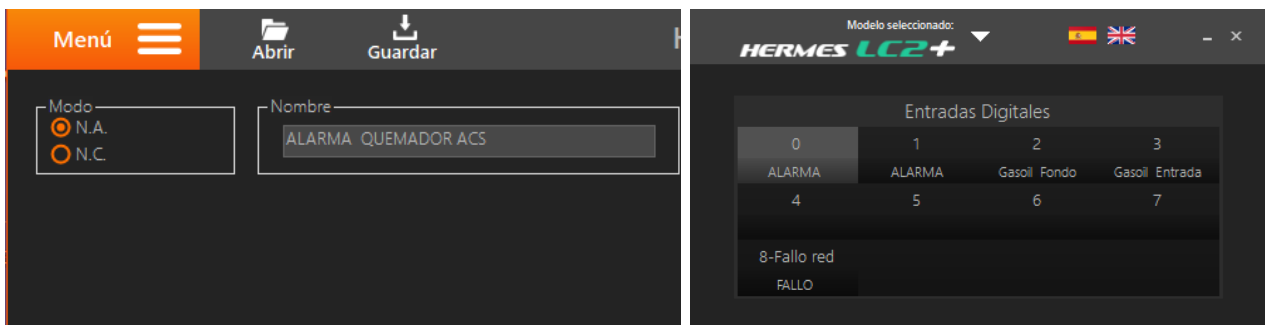 Menú
Abrir
Guardar
Modo
N.A.
N.C.
Nombre
ALARMA QUEMADOR ACS
Modelo seleccionado:
HERMES LC2+
Entradas Digitales
0 1 2 3
ALARMA ALARMA Gasoil Fondo Gasoil Entrada
4 5 6 7
8-Fallo red
FALLO